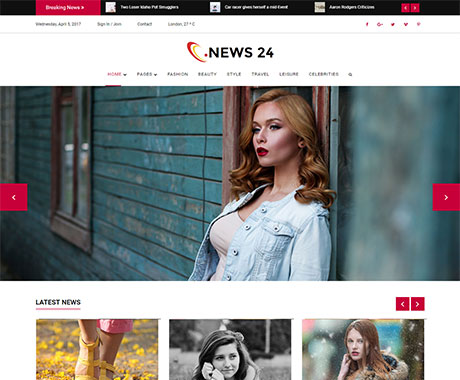 Breaking News » Two Lieser Idaho Pot Smugglers Car racer gives herself a mid-Event Aaron Rodgers Criticizes
Wednesday, April 5, 2017 Sign In / Join Contact London: 27 ° C
NEWS 24
HOME PAGES FASHION BEAUTY STYLE TRAVEL LEISURE CELEBRITIES
LATEST NEWS